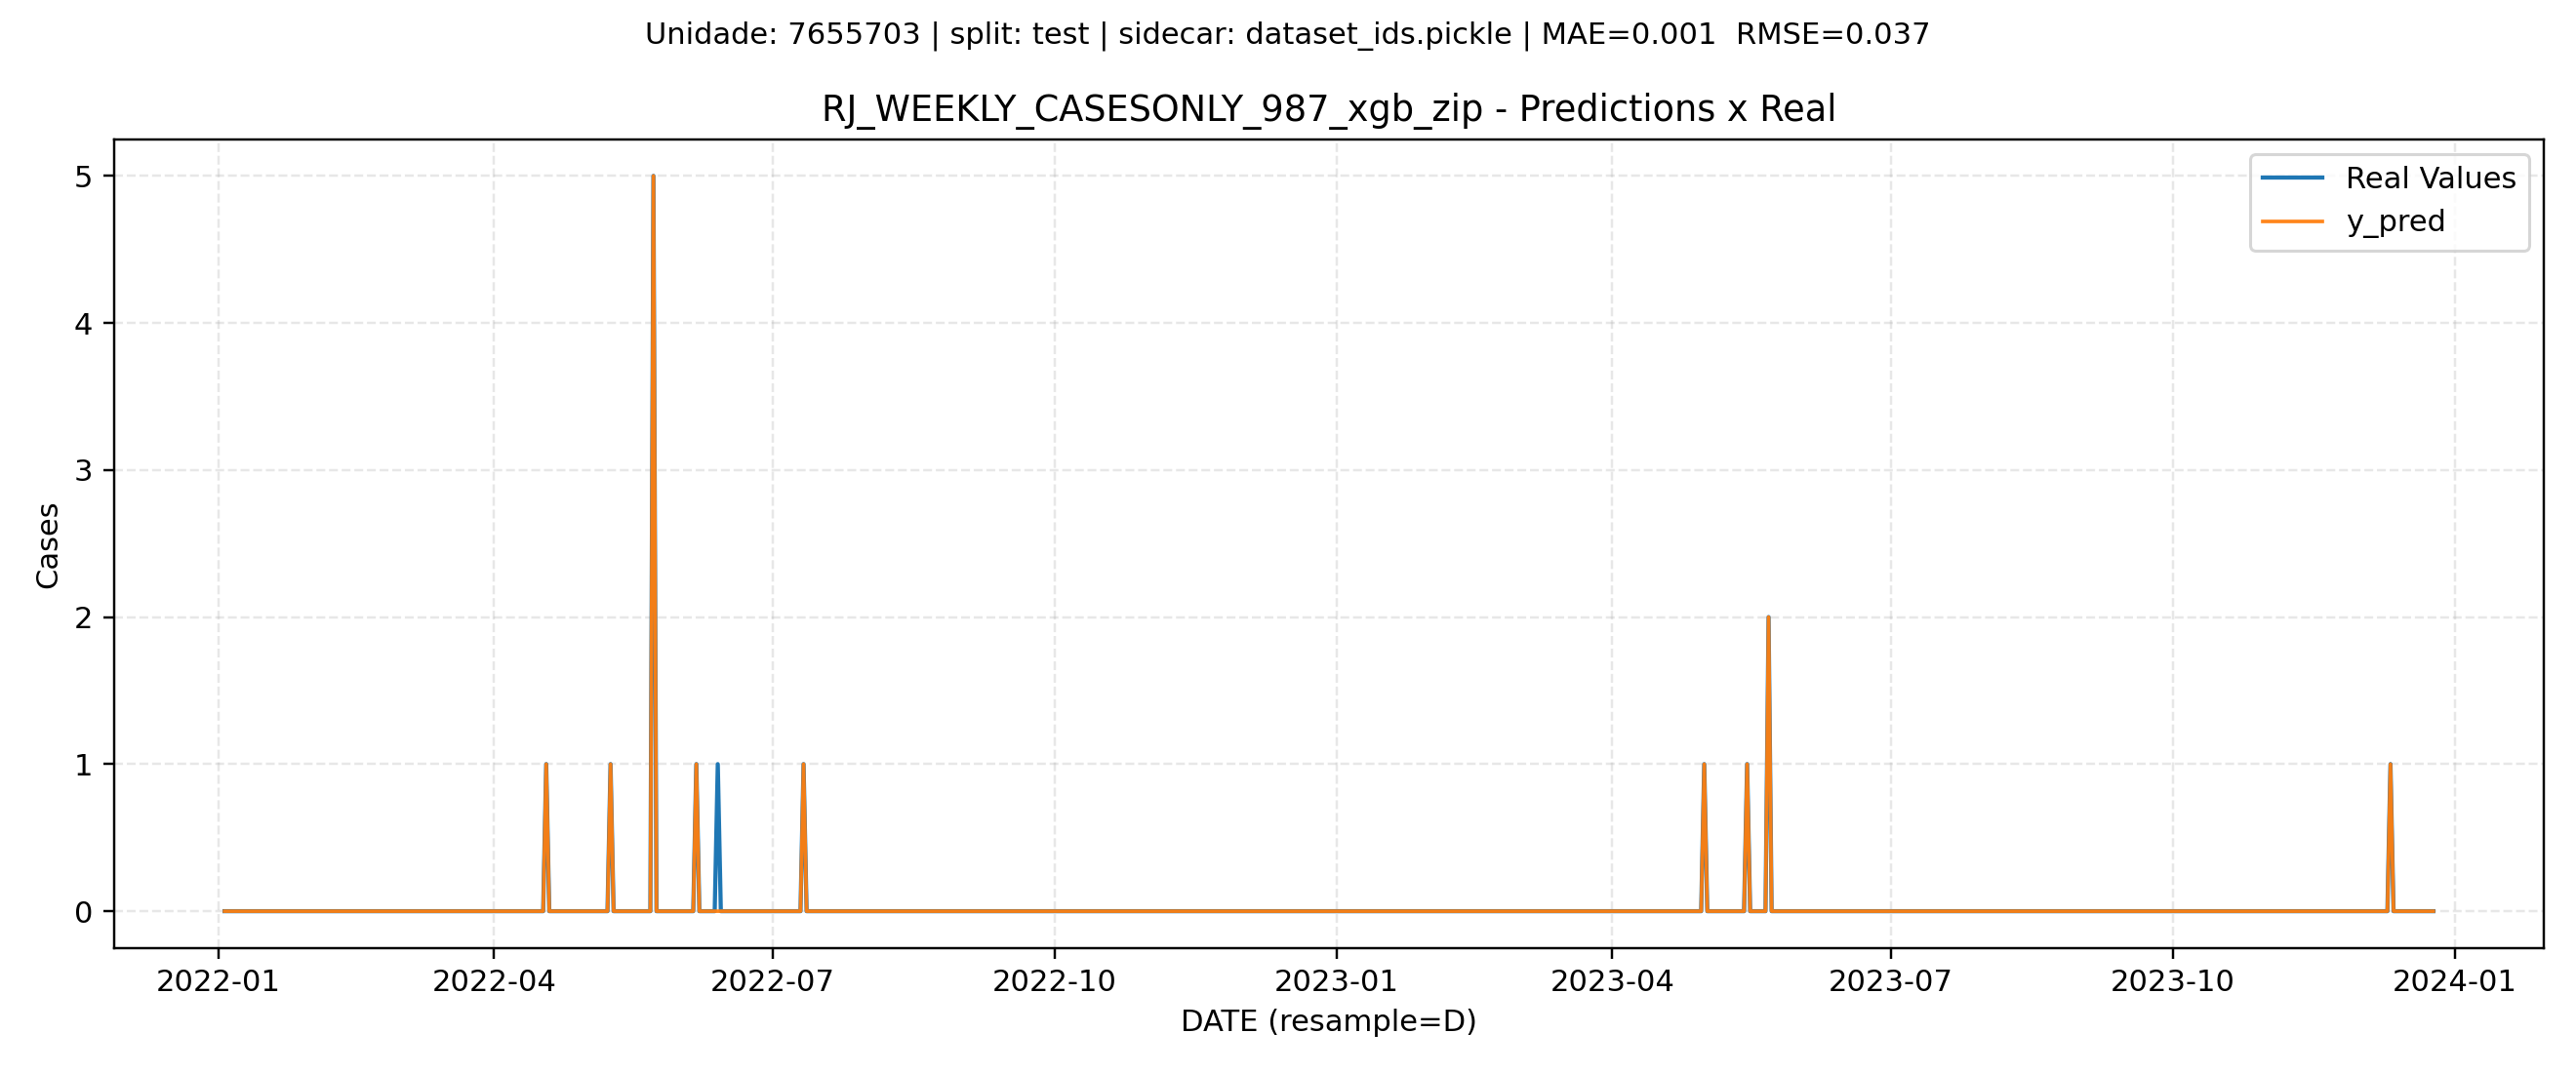 Unidade: 7655703 | split: test | sidecar: dataset_ids.pickle | MAE=0.001  RMSE=0.037
RJ_WEEKLY_CASESONLY_987_xgb_zip - Predictions x Real
Real Values
y_pred
5
4
3
2
1
0
Cases
2022-01 2022-04 2022-07 2022-10 2023-01 2023-04 2023-07 2023-10 2024-01
DATE (resample=D)